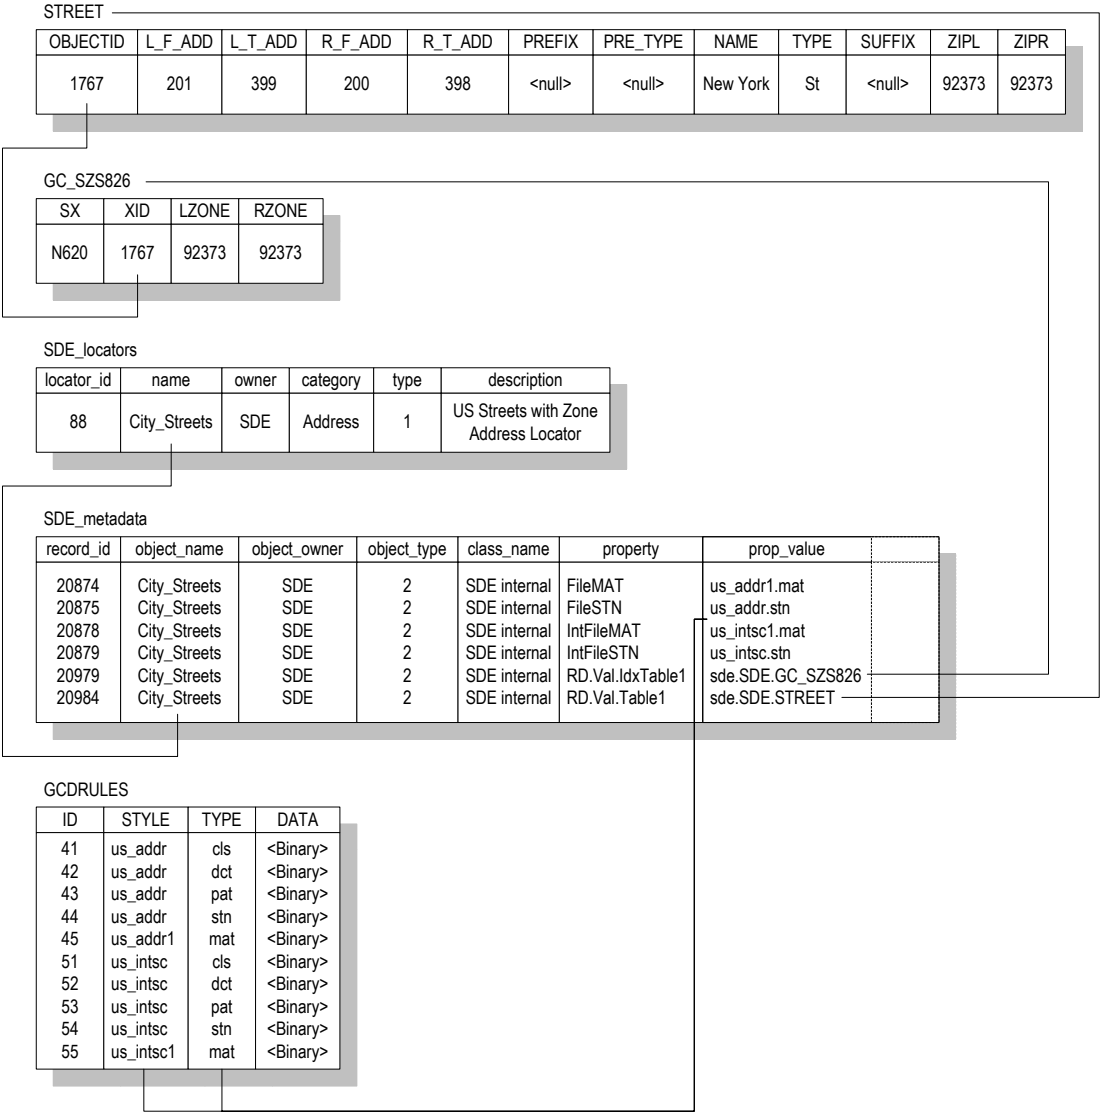 STREET
OBJECTID L_F_ADD L_T_ADD R_F_ADD R_T_ADD PREFIX PRE_TYPE NAME TYPE SUFFIX ZIPL ZIPR
1767 201 399 200 398 <null> <null> New York St <null> 92373 92373
GC_SZS826
SX XID LZONE RZONE
N620 1767 92373 92373
SDE_locators
locator_id name owner category type description
88 City_Streets SDE Address 1 US Streets with Zone
Address Locator
SDE_metadata
record_id object_name object_owner object_type class_name property prop_value
20874 City_Streets SDE 2 SDE internal FileMAT us_addr1.mat
20875 City_Streets SDE 2 SDE internal FileSTN us_addr.stn
20878 City_Streets SDE 2 SDE internal IntFileMAT us_intsc1.mat
20879 City_Streets SDE 2 SDE internal IntFileSTN us_intsc.stn
20979 City_Streets SDE 2 SDE internal RD.Val.IdxTable1 sde.SDE.GC_SZS826
20984 City_Streets SDE 2 SDE internal RD.Val.Table1 sde.SDE.STREET
GCDRULES
ID STYLE TYPE DATA
41 us_addr cls <Binary>
42 us_addr dct <Binary>
43 us_addr pat <Binary>
44 us_addr stn <Binary>
45 us_addr1 mat <Binary>
51 us_intsc cls <Binary>
52 us_intsc dct <Binary>
53 us_intsc pat <Binary>
54 us_intsc stn <Binary>
55 us_intsc1 mat <Binary>